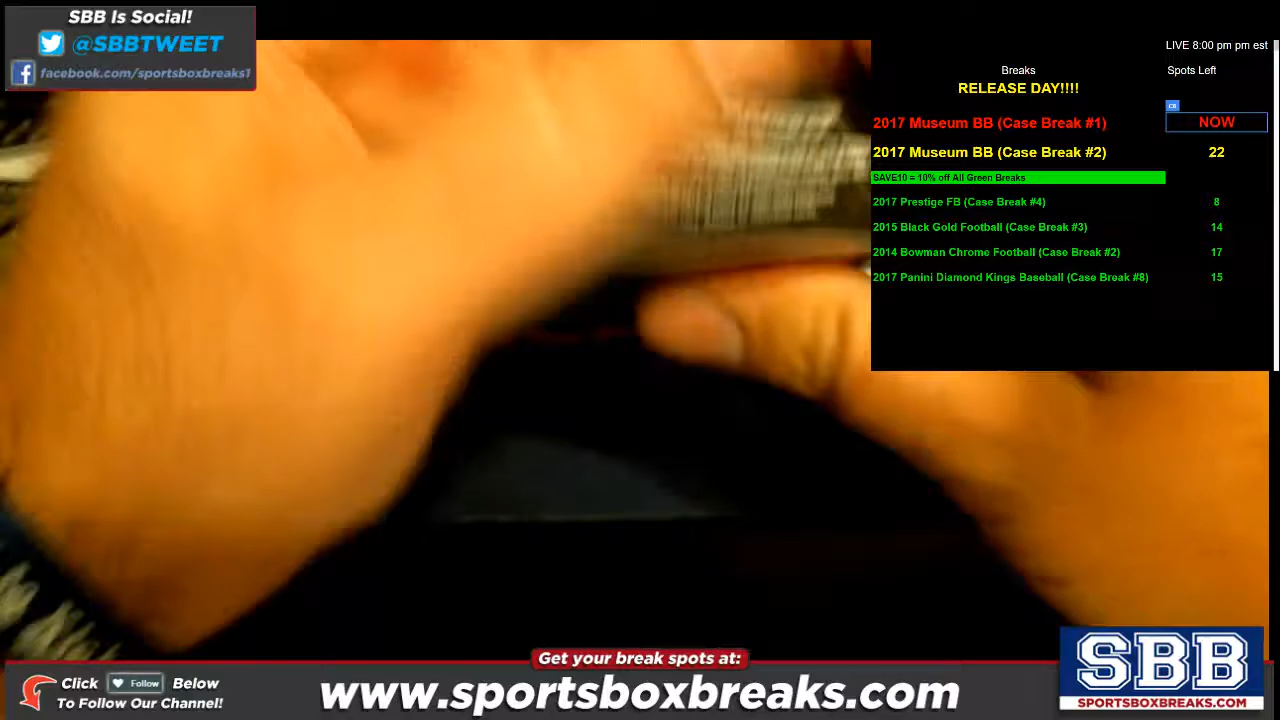 SBB Is Social!
@SBBTWEET
facebook.com/sportsboxbreaks1
LIVE 8:00 pm pm est
Breaks Spots Left
RELEASE DAY!!!!
2017 Museum BB (Case Break #1) NOW
2017 Museum BB (Case Break #2) 22
SAVE10 = 10% off All Green Breaks
2017 Prestige FB (Case Break #4) 8
2015 Black Gold Football (Case Break #3) 14
2014 Bowman Chrome Football (Case Break #2) 17
2017 Panini Diamond Kings Baseball (Case Break #8) 15
Get your break spots at:
Click Follow Below
To Follow Our Channel!
www.sportsboxbreaks.com
SBB
SPORTSBOXBREAKS.COM